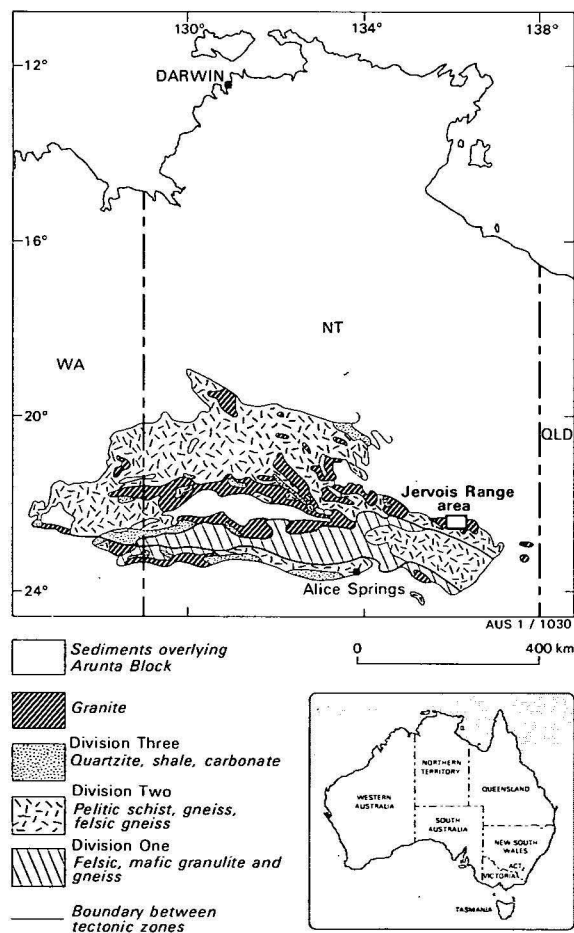 130°
134°
138°
12°
DARWIN
16°
NT
WA
20°
QLD
Jervois Range
area
24°
Alice Springs
AUS 1 / 1030
0 400 km
Sediments overlying
Arunta Block
Granite
Division Three
Quartzite, shale, carbonate
Division Two
Pelitic schist, gneiss,
felsic gneiss
Division One
Felsic, mafic granulite and
gneiss
Boundary between
tectonic zones
NORTHERN
TERRITORY
WESTERN
AUSTRALIA
QUEENSLAND
SOUTH
AUSTRALIA
NEW SOUTH
WALES
ACT
VICTORIA
TASMANIA